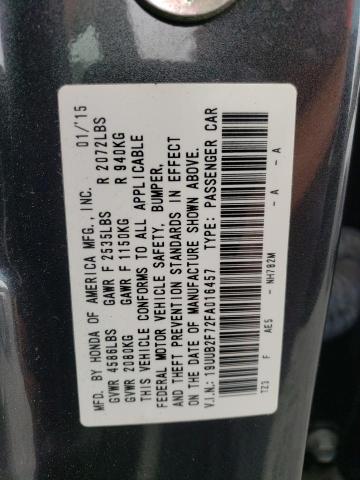 MFD. BY HONDA OF AMERICA MFG., INC. 01/'15
GVWR 4586LBS GAWR F 2535LBS R 2072LBS
GVWR 2080KG GAWR F 1150KG R 940KG
THIS VEHICLE CONFORMS TO ALL APPLICABLE
FEDERAL MOTOR VEHICLE SAFETY, BUMPER,
AND THEFT PREVENTION STANDARDS IN EFFECT
ON THE DATE OF MANUFACTURE SHOWN ABOVE.
V.I.N.: 19UUB2F72FA016457 TYPE: PASSENGER CAR
TZ3 F AE5 - NH782M - A - A